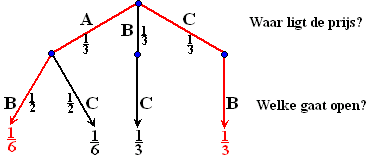 A B 1/3 C Waar ligt de prijs?
1/3 1/3
B 1/2 1/2 C C B Welke gaat open?
1/6 1/6 1/3 1/3